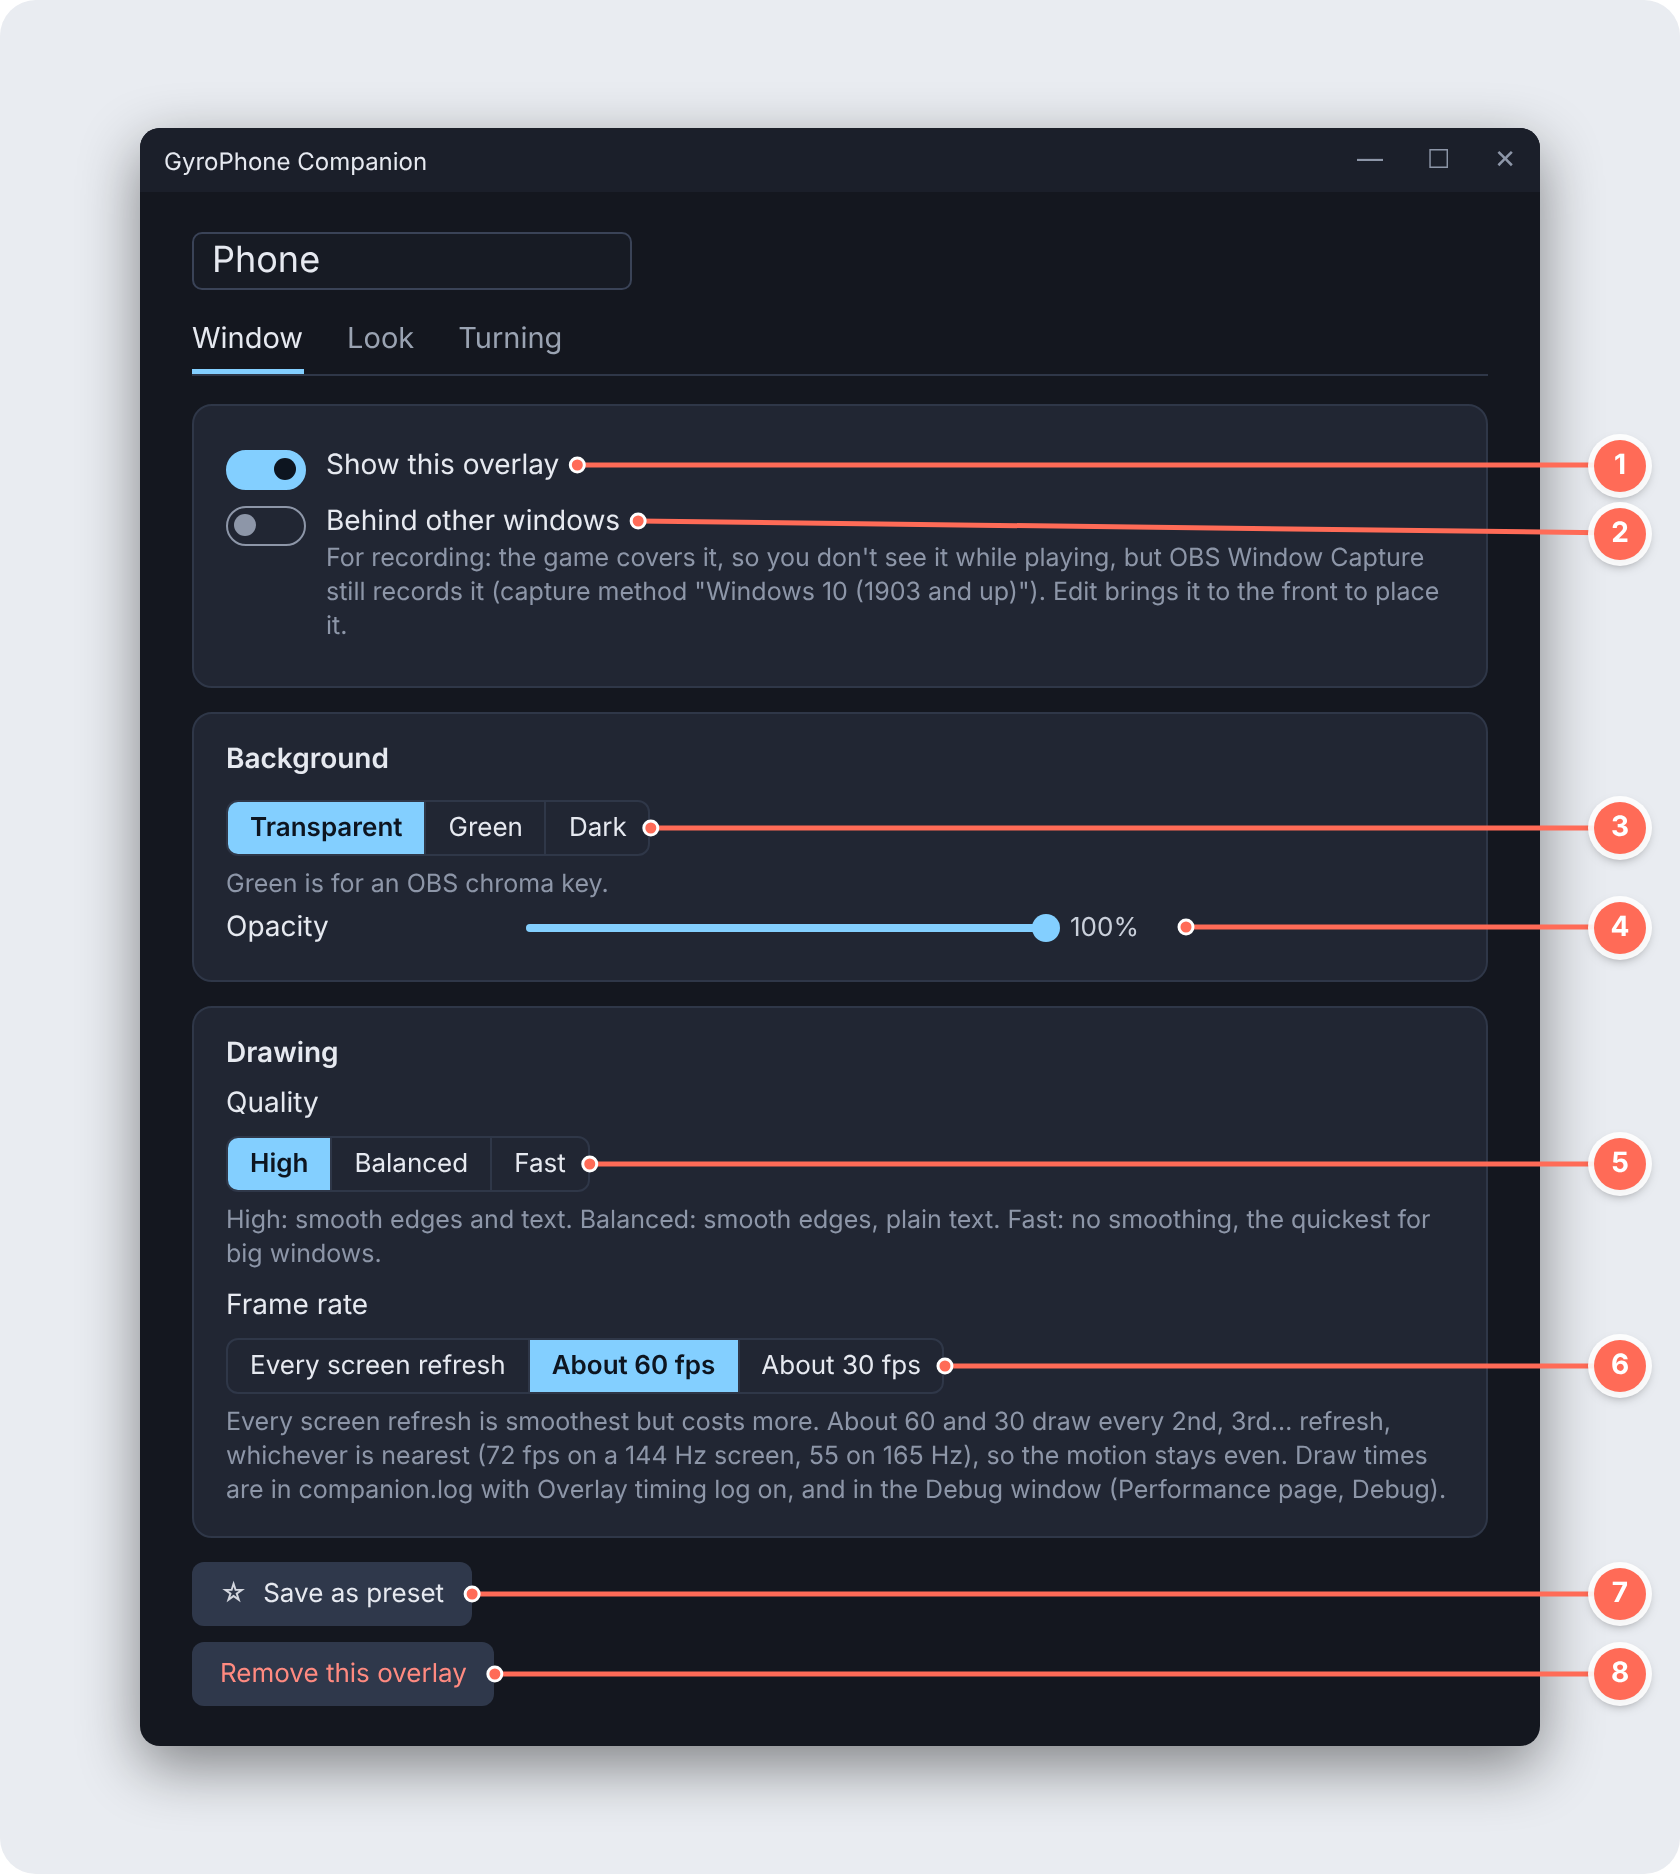 GyroPhone Companion
Phone
Window Look Turning
Show this overlay
1
Behind other windows
2
For recording: the game covers it, so you don't see it while playing, but OBS Window Capture
still records it (capture method "Windows 10 (1903 and up)"). Edit brings it to the front to place
it.
Background
Transparent Green Dark
3
Green is for an OBS chroma key.
Opacity 100%
4
Drawing
Quality
High Balanced Fast
5
High: smooth edges and text. Balanced: smooth edges, plain text. Fast: no smoothing, the quickest for
big windows.
Frame rate
Every screen refresh About 60 fps About 30 fps
6
Every screen refresh is smoothest but costs more. About 60 and 30 draw every 2nd, 3rd... refresh,
whichever is nearest (72 fps on a 144 Hz screen, 55 on 165 Hz), so the motion stays even. Draw times
are in companion.log with Overlay timing log on, and in the Debug window (Performance page, Debug).
☆ Save as preset
7
Remove this overlay
8